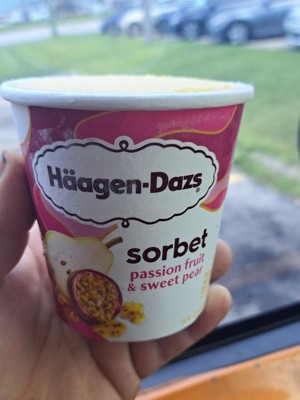 Häagen-Dazs
sorbet
passion fruit
& sweet pear